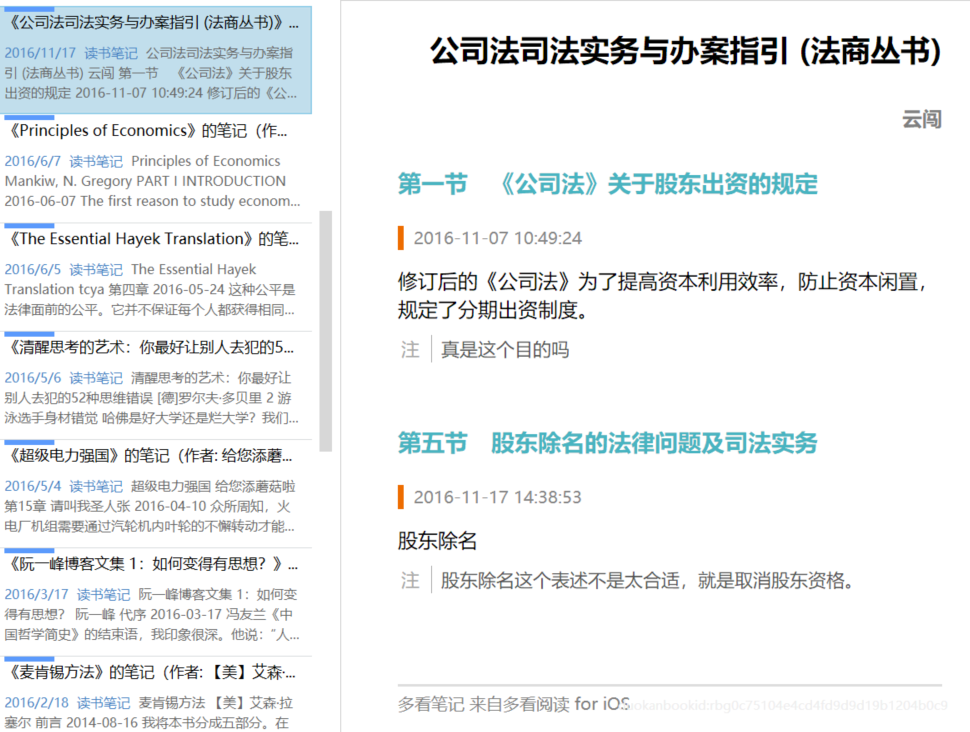 《公司法司法实务与办案指引 (法商丛书)》...
2016/11/17 读书笔记 公司法司法实务与办案指
引 (法商丛书) 云闯 第一节 《公司法》关于股东
出资的规定 2016-11-07 10:49:24 修订后的《公...
《Principles of Economics》的笔记（作...
2016/6/7 读书笔记 Principles of Economics
Mankiw, N. Gregory PART I INTRODUCTION
2016-06-07 The first reason to study econom...
《The Essential Hayek Translation》的笔...
2016/6/5 读书笔记 The Essential Hayek
Translation tcya 第四章 2016-05-24 这种公平是
法律面前的公平。它并不保证每个人都获得相同...
《清醒思考的艺术：你最好让别人去犯的5...
2016/5/6 读书笔记 清醒思考的艺术：你最好让
别人去犯的52种思维错误 [德]罗尔夫·多贝里 2 游
泳选手身材错觉 哈佛是好大学还是烂大学？我们...
《超级电力强国》的笔记（作者: 给您添蘑...
2016/5/4 读书笔记 超级电力强国 给您添蘑菇啦
第15章 请叫我圣人张 2016-04-10 众所周知，火
电厂机组需要通过汽轮机内叶轮的不懈转动才能...
《阮一峰博客文集 1：如何变得有思想？》...
2016/3/17 读书笔记 阮一峰博客文集 1：如何变
得有思想？ 阮一峰 代序 2016-03-17 冯友兰《中
国哲学简史》的结束语，我印象很深。他说："人...
《麦肯锡方法》的笔记（作者: 【美】艾森·...
2016/2/18 读书笔记 麦肯锡方法 【美】艾森·拉
塞尔 前言 2014-08-16 我将本书分成五部分。在
公司法司法实务与办案指引 (法商丛书)
云闯
第一节 《公司法》关于股东出资的规定
2016-11-07 10:49:24
修订后的《公司法》为了提高资本利用效率，防止资本闲置，
规定了分期出资制度。
注 真是这个目的吗
第五节 股东除名的法律问题及司法实务
2016-11-17 14:38:53
股东除名
注 股东除名这个表述不是太合适，就是取消股东资格。
多看笔记 来自多看阅读 for iOS